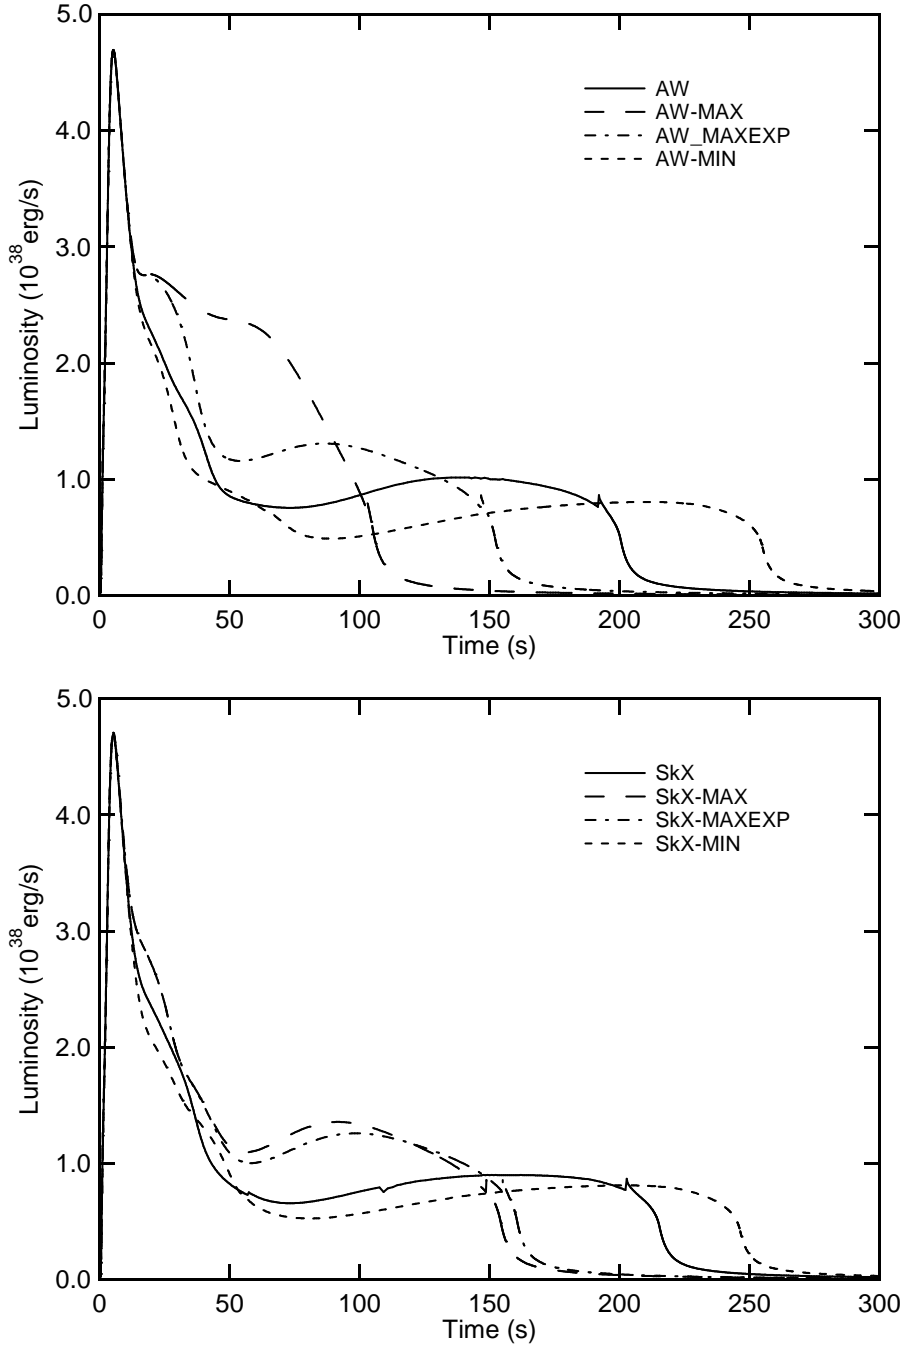 5.0
4.0
3.0
2.0
1.0
0.0
Luminosity (10^38 erg/s)
AW
AW-MAX
AW_MAXEXP
AW-MIN
0 50 100 150 200 250 300
Time (s)
5.0
4.0
3.0
2.0
1.0
0.0
Luminosity (10^38 erg/s)
SkX
SkX-MAX
SkX-MAXEXP
SkX-MIN
0 50 100 150 200 250 300
Time (s)